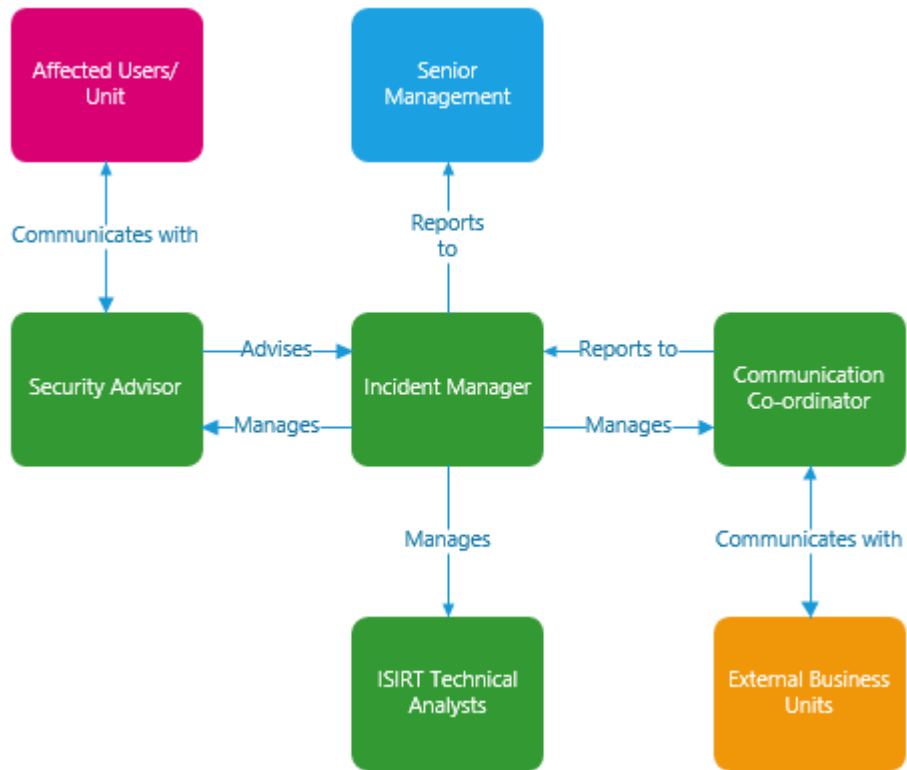 Affected Users/
Unit
Senior
Management
Communicates with
Reports
to
Security Advisor
Advises
Manages
Incident Manager
Reports to
Manages
Communication
Co-ordinator
Manages
Communicates with
ISIRT Technical
Analysts
External Business
Units